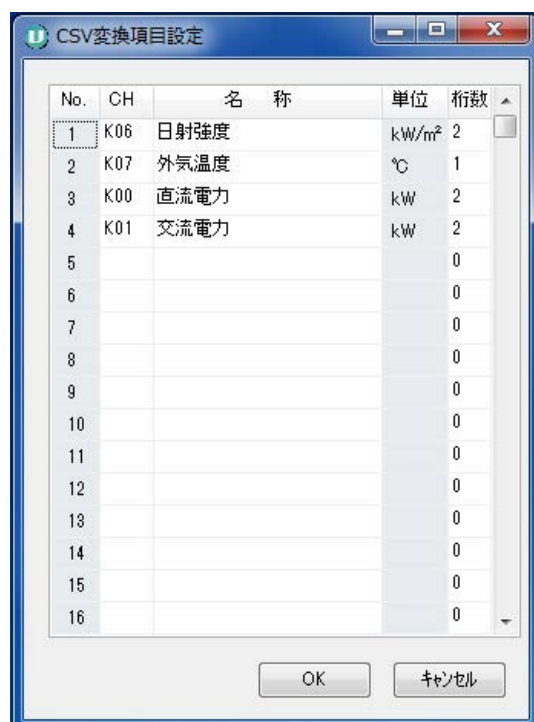 CSV変換項目設定
No. CH 名 称 単位 桁数
1 K06 日射強度 kW/m² 2
2 K07 外気温度 ℃ 1
3 K00 直流電力 kW 2
4 K01 交流電力 kW 2
5 0
6 0
7 0
8 0
9 0
10 0
11 0
12 0
13 0
14 0
15 0
16 0
OK キャンセル